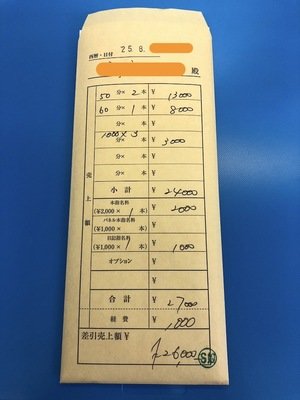 西暦・日付 25 8.
殿
50 分× 2 本 ¥ 13000
60 分× 1 本 ¥ 8000
分× 本 ¥
1000×3
分× 本 ¥ 3000
分× 本 ¥
分× 本 ¥
売上額
小計 ¥ 24000
本指名料 (¥2,000× 1 本) ¥ 2000
パネル本指名料 (¥1,000× 本) ¥
日記指名料 (¥1,000× 1 本) ¥ 1000
オプション ¥
¥
合計 ¥ 27000
経費 ¥ 1000
差引売上額 ¥ ¥26,000